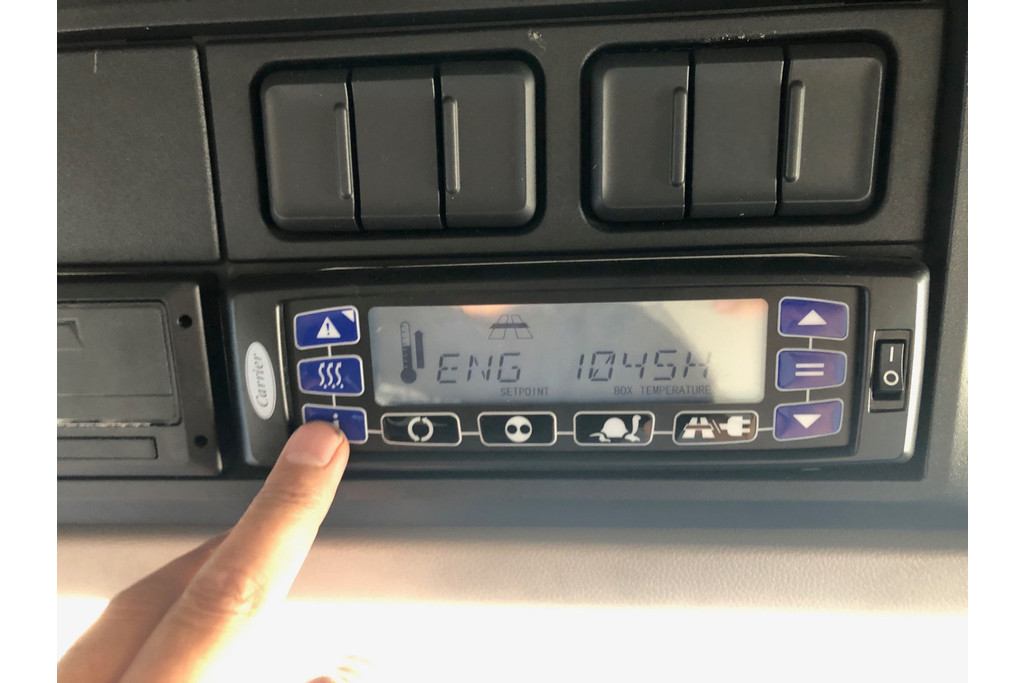 Carrier
ENG 1045H
SETPOINT BOX TEMPERATURE